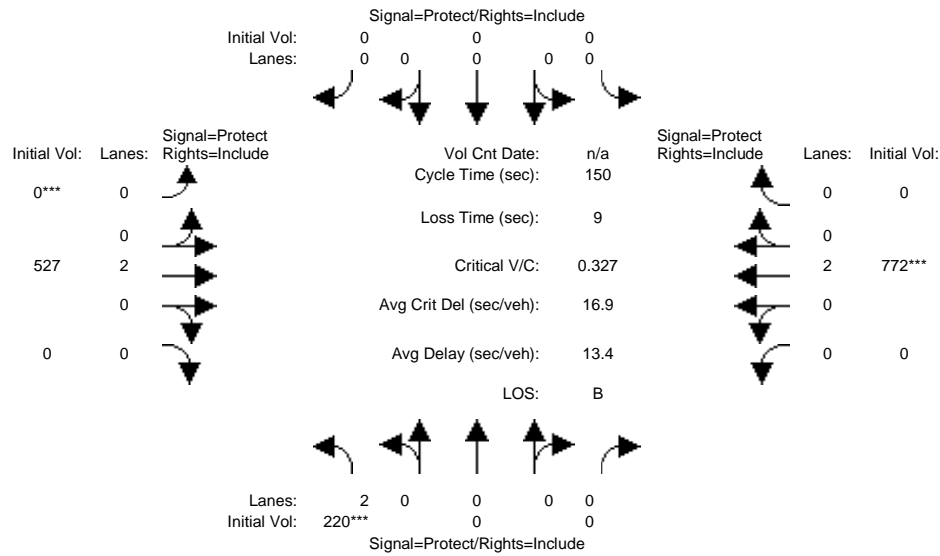 Signal=Protect/Rights=Include
Initial Vol: 0 0 0
Lanes: 0 0 0 0 0
Signal=Protect
Initial Vol: Lanes: Rights=Include
Vol Cnt Date: n/a
Signal=Protect
Rights=Include Lanes: Initial Vol:
Cycle Time (sec): 150
0*** 0
0 0
Loss Time (sec): 9
0
0
527 2
Critical V/C: 0.327
2 772***
0
Avg Crit Del (sec/veh): 16.9
0
0 0
Avg Delay (sec/veh): 13.4
0 0
LOS: B
Lanes: 2 0 0 0 0
Initial Vol: 220*** 0 0
Signal=Protect/Rights=Include